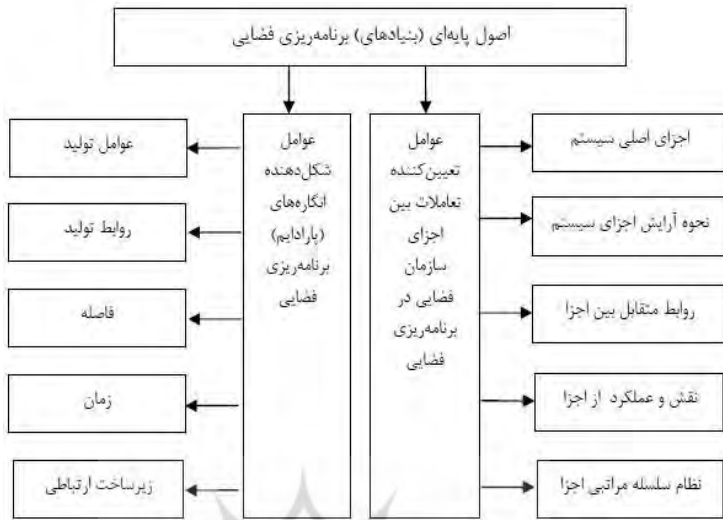 اصول پایه‌ای (بنیادهای) برنامه‌ریزی فضایی
عوامل
تعیین‌کننده
تعاملات بین
اجزای
سازمان
فضایی در
برنامه‌ریزی
فضایی
اجزای اصلی سیستم
نحوه آرایش اجزای سیستم
روابط متقابل بین اجزا
نقش و عملکرد از اجزا
نظام سلسله مراتبی اجزا
عوامل
شکل‌دهنده
انگاره‌های
(پارادایم)
برنامه‌ریزی
فضایی
عوامل تولید
روابط تولید
فاصله
زمان
زیرساخت ارتباطی